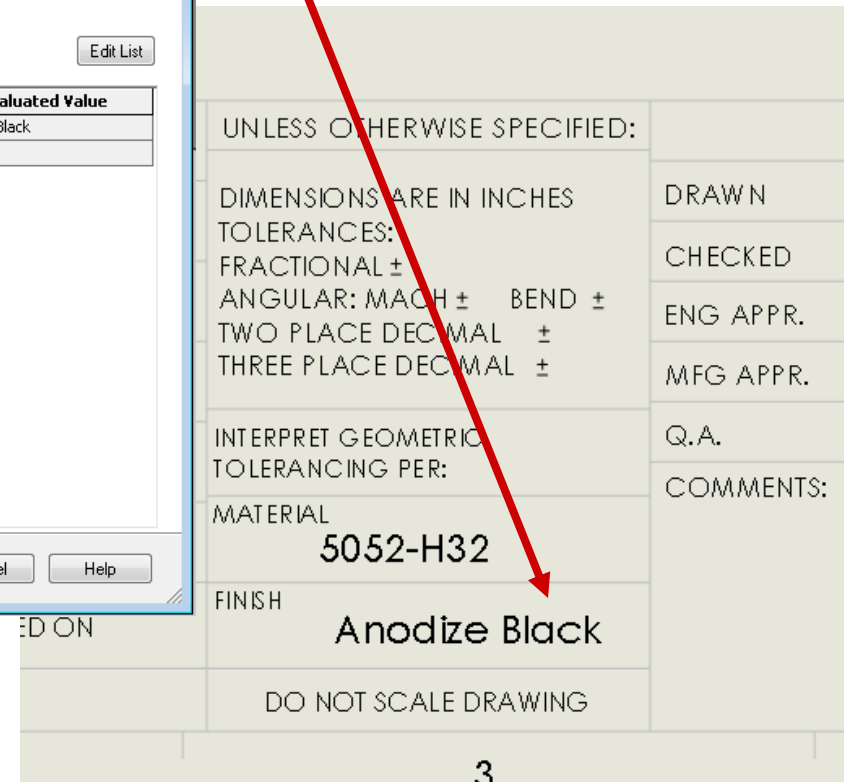 Edit List
aluated Value
Black
UNLESS OTHERWISE SPECIFIED:
DIMENSIONS ARE IN INCHES
TOLERANCES:
FRACTIONAL ±
ANGULAR: MACH ± BEND ±
TWO PLACE DECIMAL ±
THREE PLACE DECIMAL ±
INTERPRET GEOMETRIC
TOLERANCING PER:
MATERIAL
5052-H32
FINISH
Anodize Black
DO NOT SCALE DRAWING
DRAWN
CHECKED
ENG APPR.
MFG APPR.
Q.A.
COMMENTS:
el
Help
ED ON
3